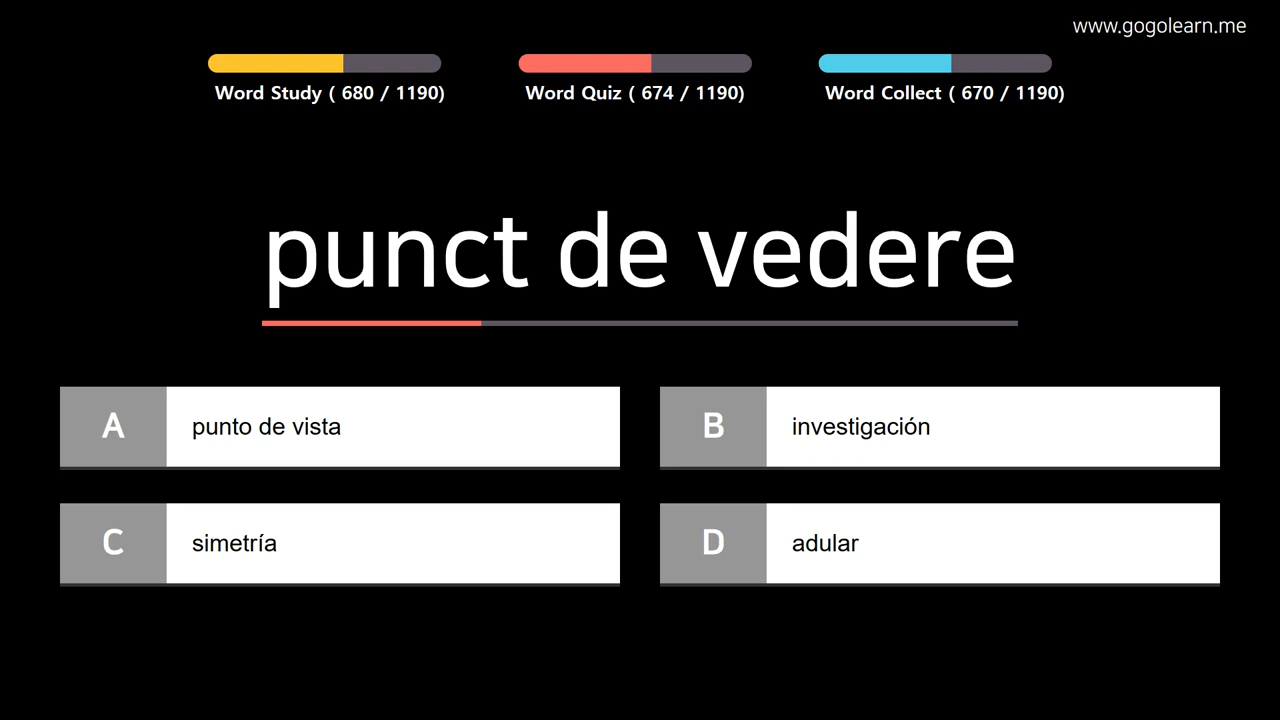 www.gogolearn.me
Word Study ( 680 / 1190)
Word Quiz ( 674 / 1190)
Word Collect ( 670 / 1190)
punct de vedere
A
punto de vista
B
investigación
C
simetría
D
adular